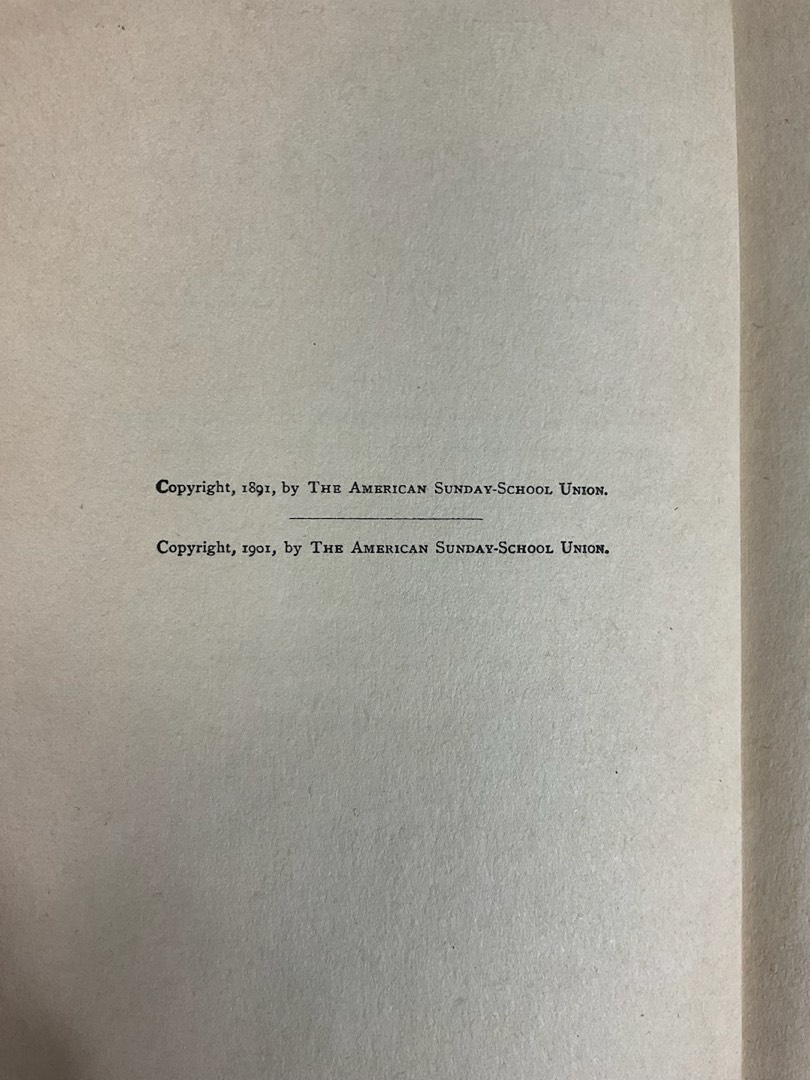 Copyright, 1891, by THE AMERICAN SUNDAY-SCHOOL UNION.
Copyright, 1901, by THE AMERICAN SUNDAY-SCHOOL UNION.